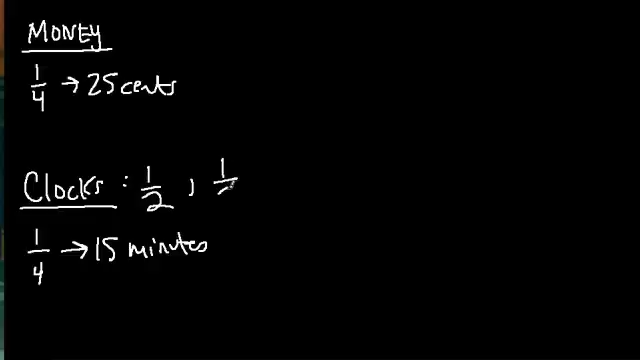 MONEY
1/4 → 25 cents
Clocks : 1/2 , 1/
1/4 → 15 minutes